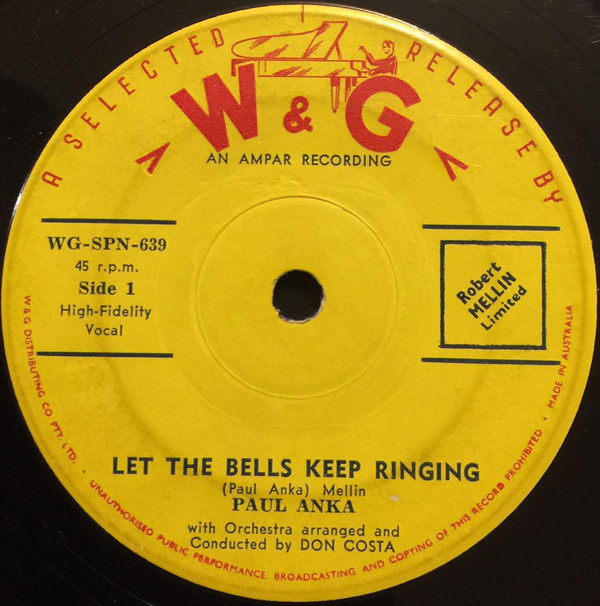 A SELECTED RELEASE BY
W & G
AN AMPAR RECORDING
WG-SPN-639
45 r.p.m.
Side 1
High-Fidelity
Vocal
Robert
MELLIN
Limited
LET THE BELLS KEEP RINGING
(Paul Anka) Mellin
PAUL ANKA
with Orchestra arranged and
Conducted by DON COSTA
W & G DISTRIBUTING CO. PTY. LTD. · UNAUTHORISED PUBLIC PERFORMANCE, BROADCASTING AND COPYING OF THIS RECORD PROHIBITED · MADE IN AUSTRALIA